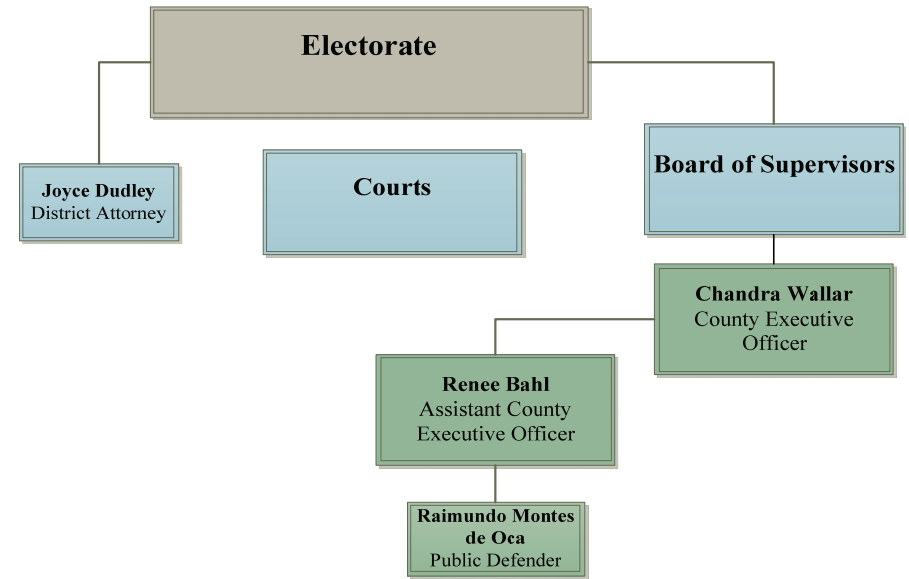 Electorate
Joyce Dudley
District Attorney
Courts
Board of Supervisors
Chandra Wallar
County Executive
Officer
Renee Bahl
Assistant County
Executive Officer
Raimundo Montes
de Oca
Public Defender